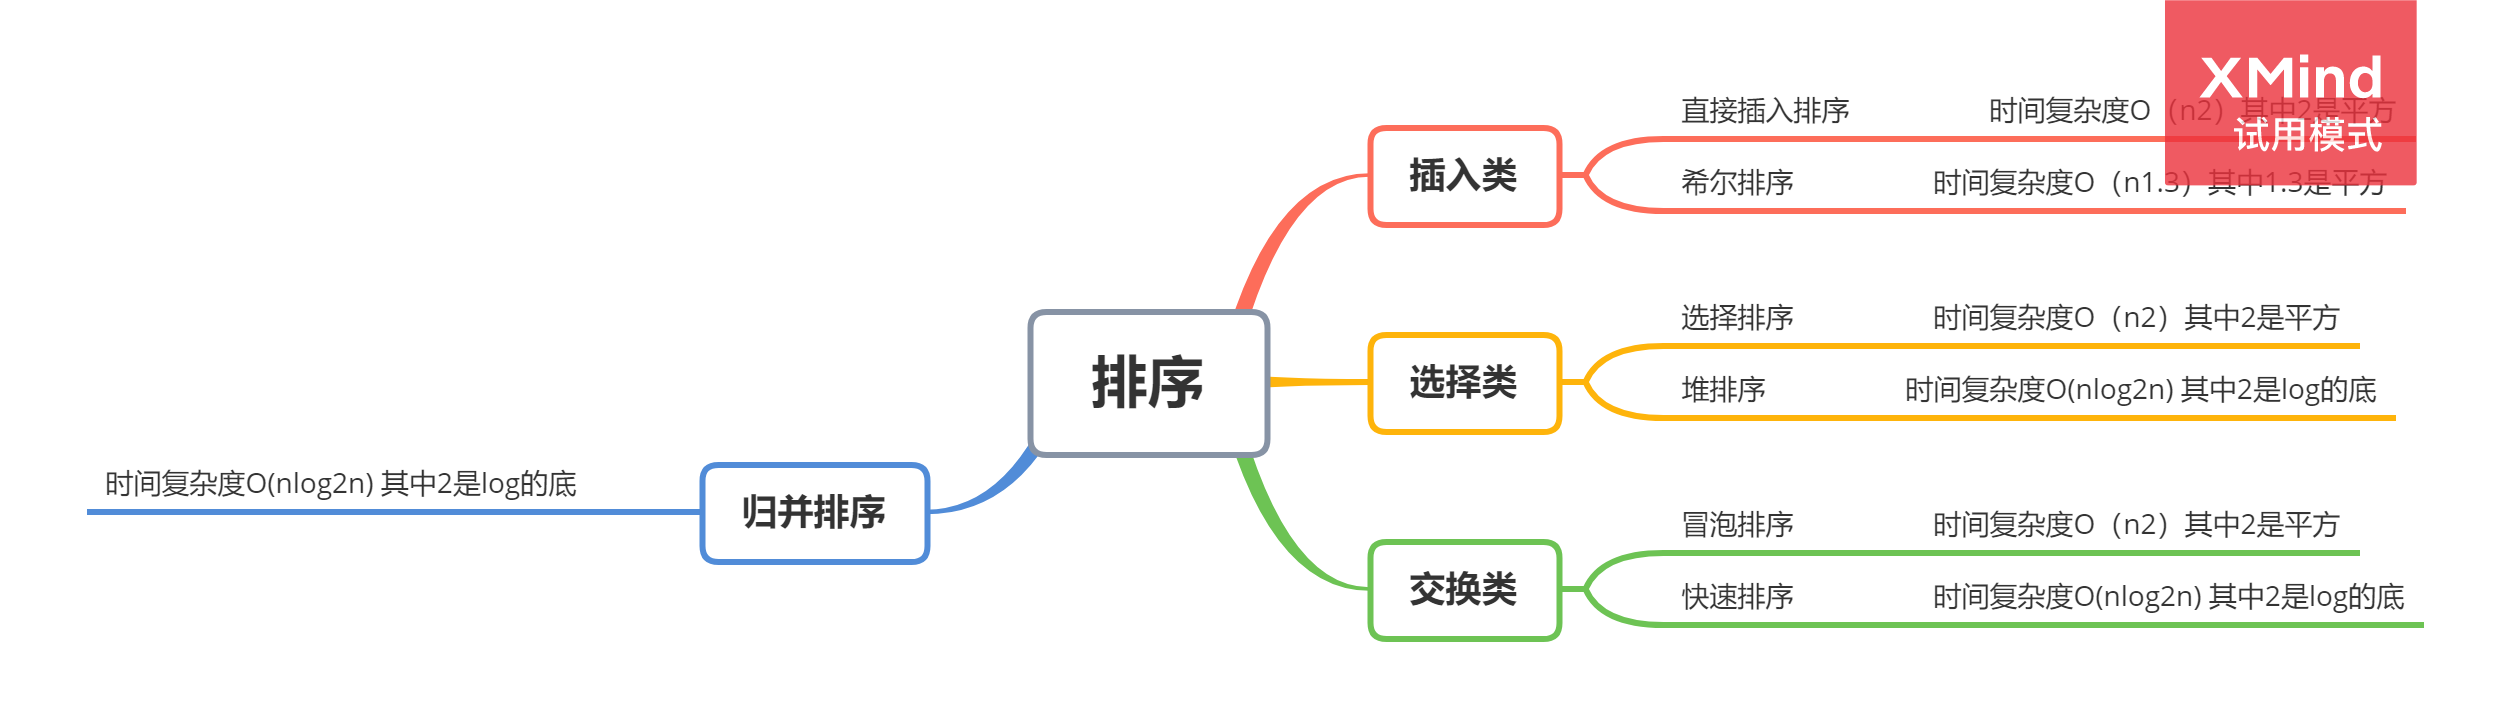 XMind
试用模式
直接插入排序 时间复杂度O（n2）其中2是平方
插入类
希尔排序 时间复杂度O（n1.3）其中1.3是平方
选择排序 时间复杂度O（n2）其中2是平方
排序
选择类
堆排序 时间复杂度O(nlog2n) 其中2是log的底
时间复杂度O(nlog2n) 其中2是log的底
归并排序
冒泡排序 时间复杂度O（n2）其中2是平方
交换类
快速排序 时间复杂度O(nlog2n) 其中2是log的底